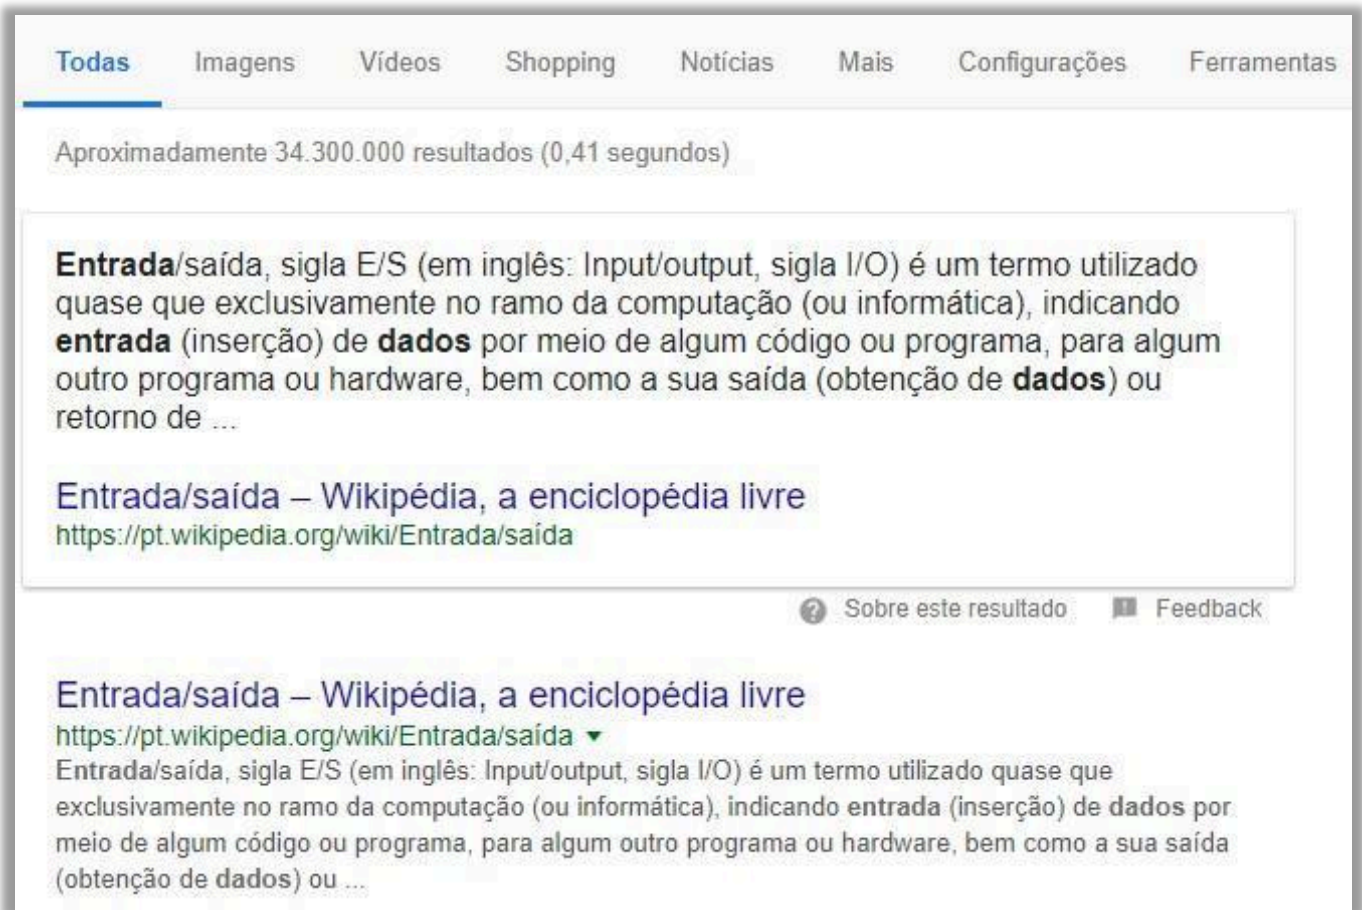 Todas Imagens Vídeos Shopping Notícias Mais Configurações Ferramentas
Aproximadamente 34.300.000 resultados (0,41 segundos)
Entrada/saída, sigla E/S (em inglês: Input/output, sigla I/O) é um termo utilizado
quase que exclusivamente no ramo da computação (ou informática), indicando
entrada (inserção) de dados por meio de algum código ou programa, para algum
outro programa ou hardware, bem como a sua saída (obtenção de dados) ou
retorno de ...
Entrada/saída – Wikipédia, a enciclopédia livre
https://pt.wikipedia.org/wiki/Entrada/saída
Sobre este resultado Feedback
Entrada/saída – Wikipédia, a enciclopédia livre
https://pt.wikipedia.org/wiki/Entrada/saída
Entrada/saída, sigla E/S (em inglês: Input/output, sigla I/O) é um termo utilizado quase que
exclusivamente no ramo da computação (ou informática), indicando entrada (inserção) de dados por
meio de algum código ou programa, para algum outro programa ou hardware, bem como a sua saída
(obtenção de dados) ou ...